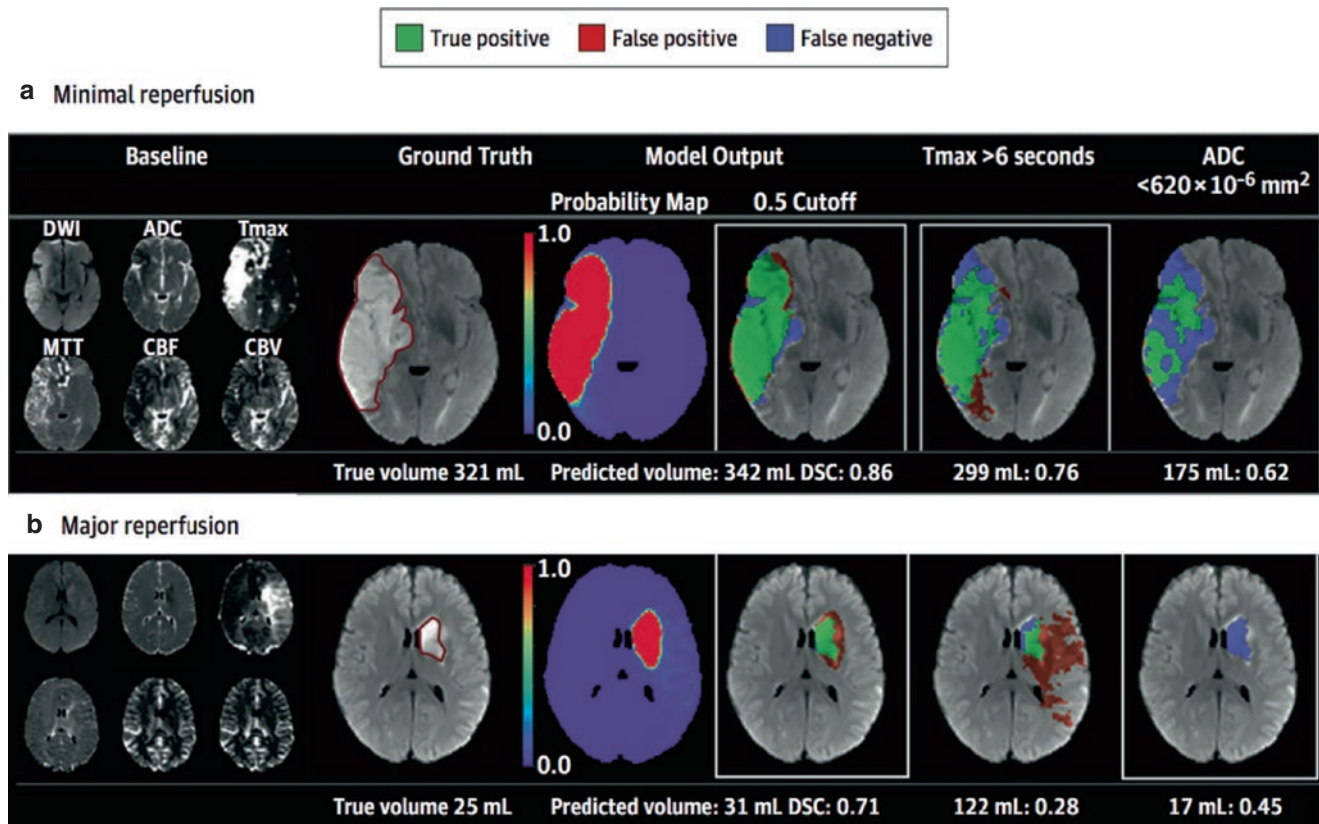 True positive False positive False negative
a Minimal reperfusion
Baseline Ground Truth Model Output Tmax >6 seconds ADC
<620×10⁻⁶ mm²
Probability Map 0.5 Cutoff
DWI ADC Tmax
1.0
MTT CBF CBV
0.0
True volume 321 mL Predicted volume: 342 mL DSC: 0.86 299 mL: 0.76 175 mL: 0.62
b Major reperfusion
1.0
0.0
True volume 25 mL Predicted volume: 31 mL DSC: 0.71 122 mL: 0.28 17 mL: 0.45